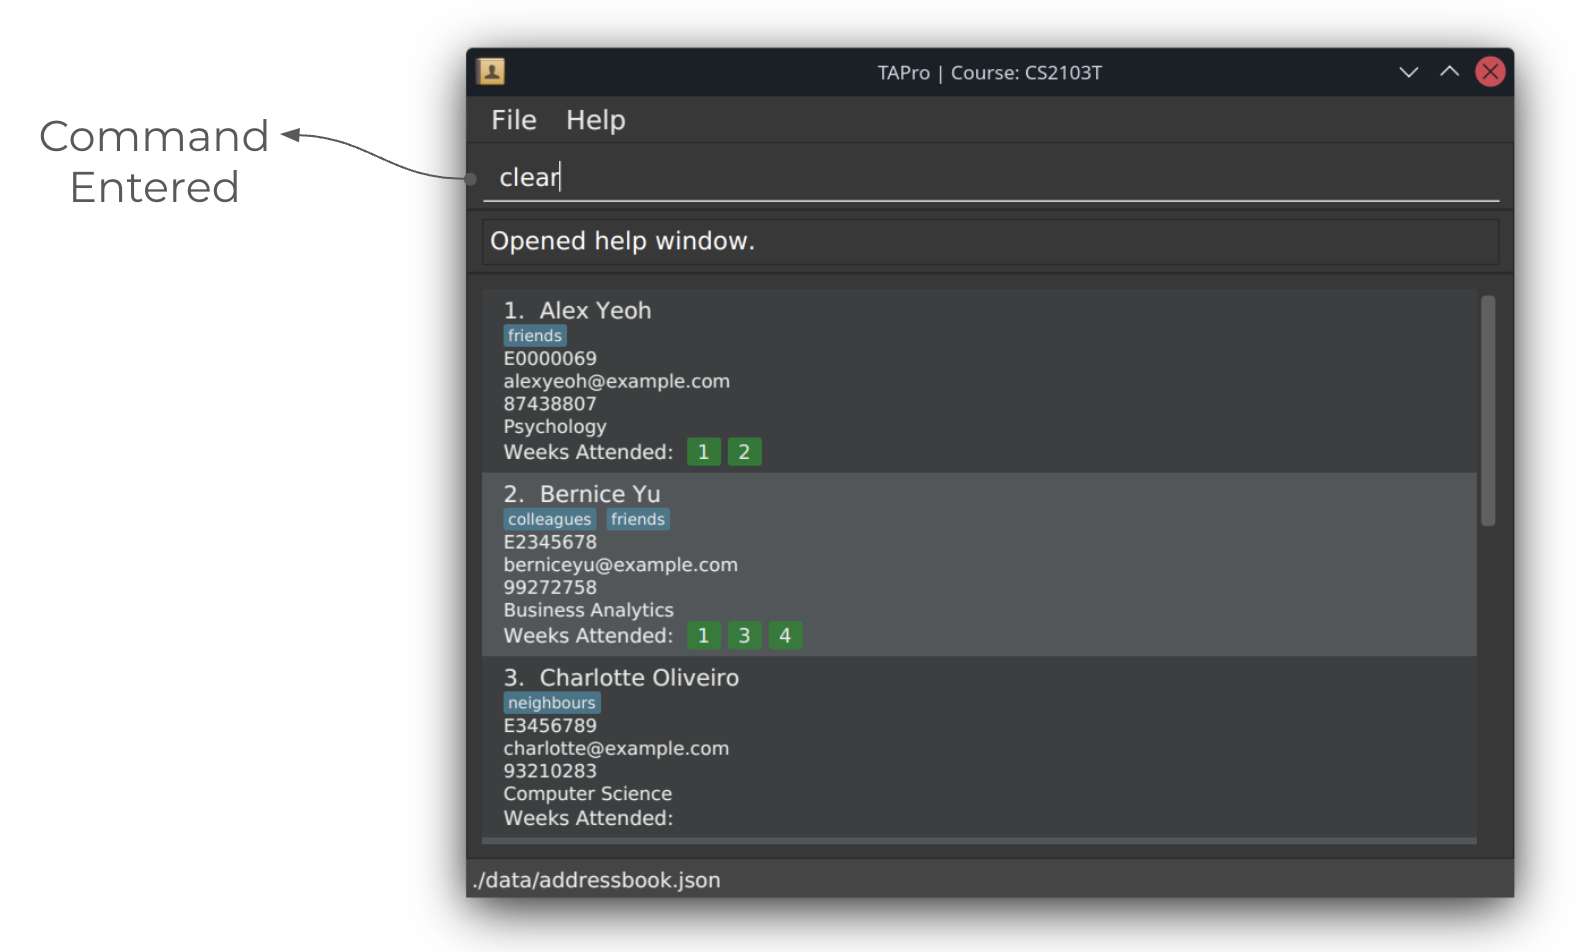 Command
Entered
TAPro | Course: CS2103T
File Help
clear
Opened help window.
1. Alex Yeoh
friends
E0000069
alexyeoh@example.com
87438807
Psychology
Weeks Attended: 1 2
2. Bernice Yu
colleagues friends
E2345678
berniceyu@example.com
99272758
Business Analytics
Weeks Attended: 1 3 4
3. Charlotte Oliveiro
neighbours
E3456789
charlotte@example.com
93210283
Computer Science
Weeks Attended:
./data/addressbook.json